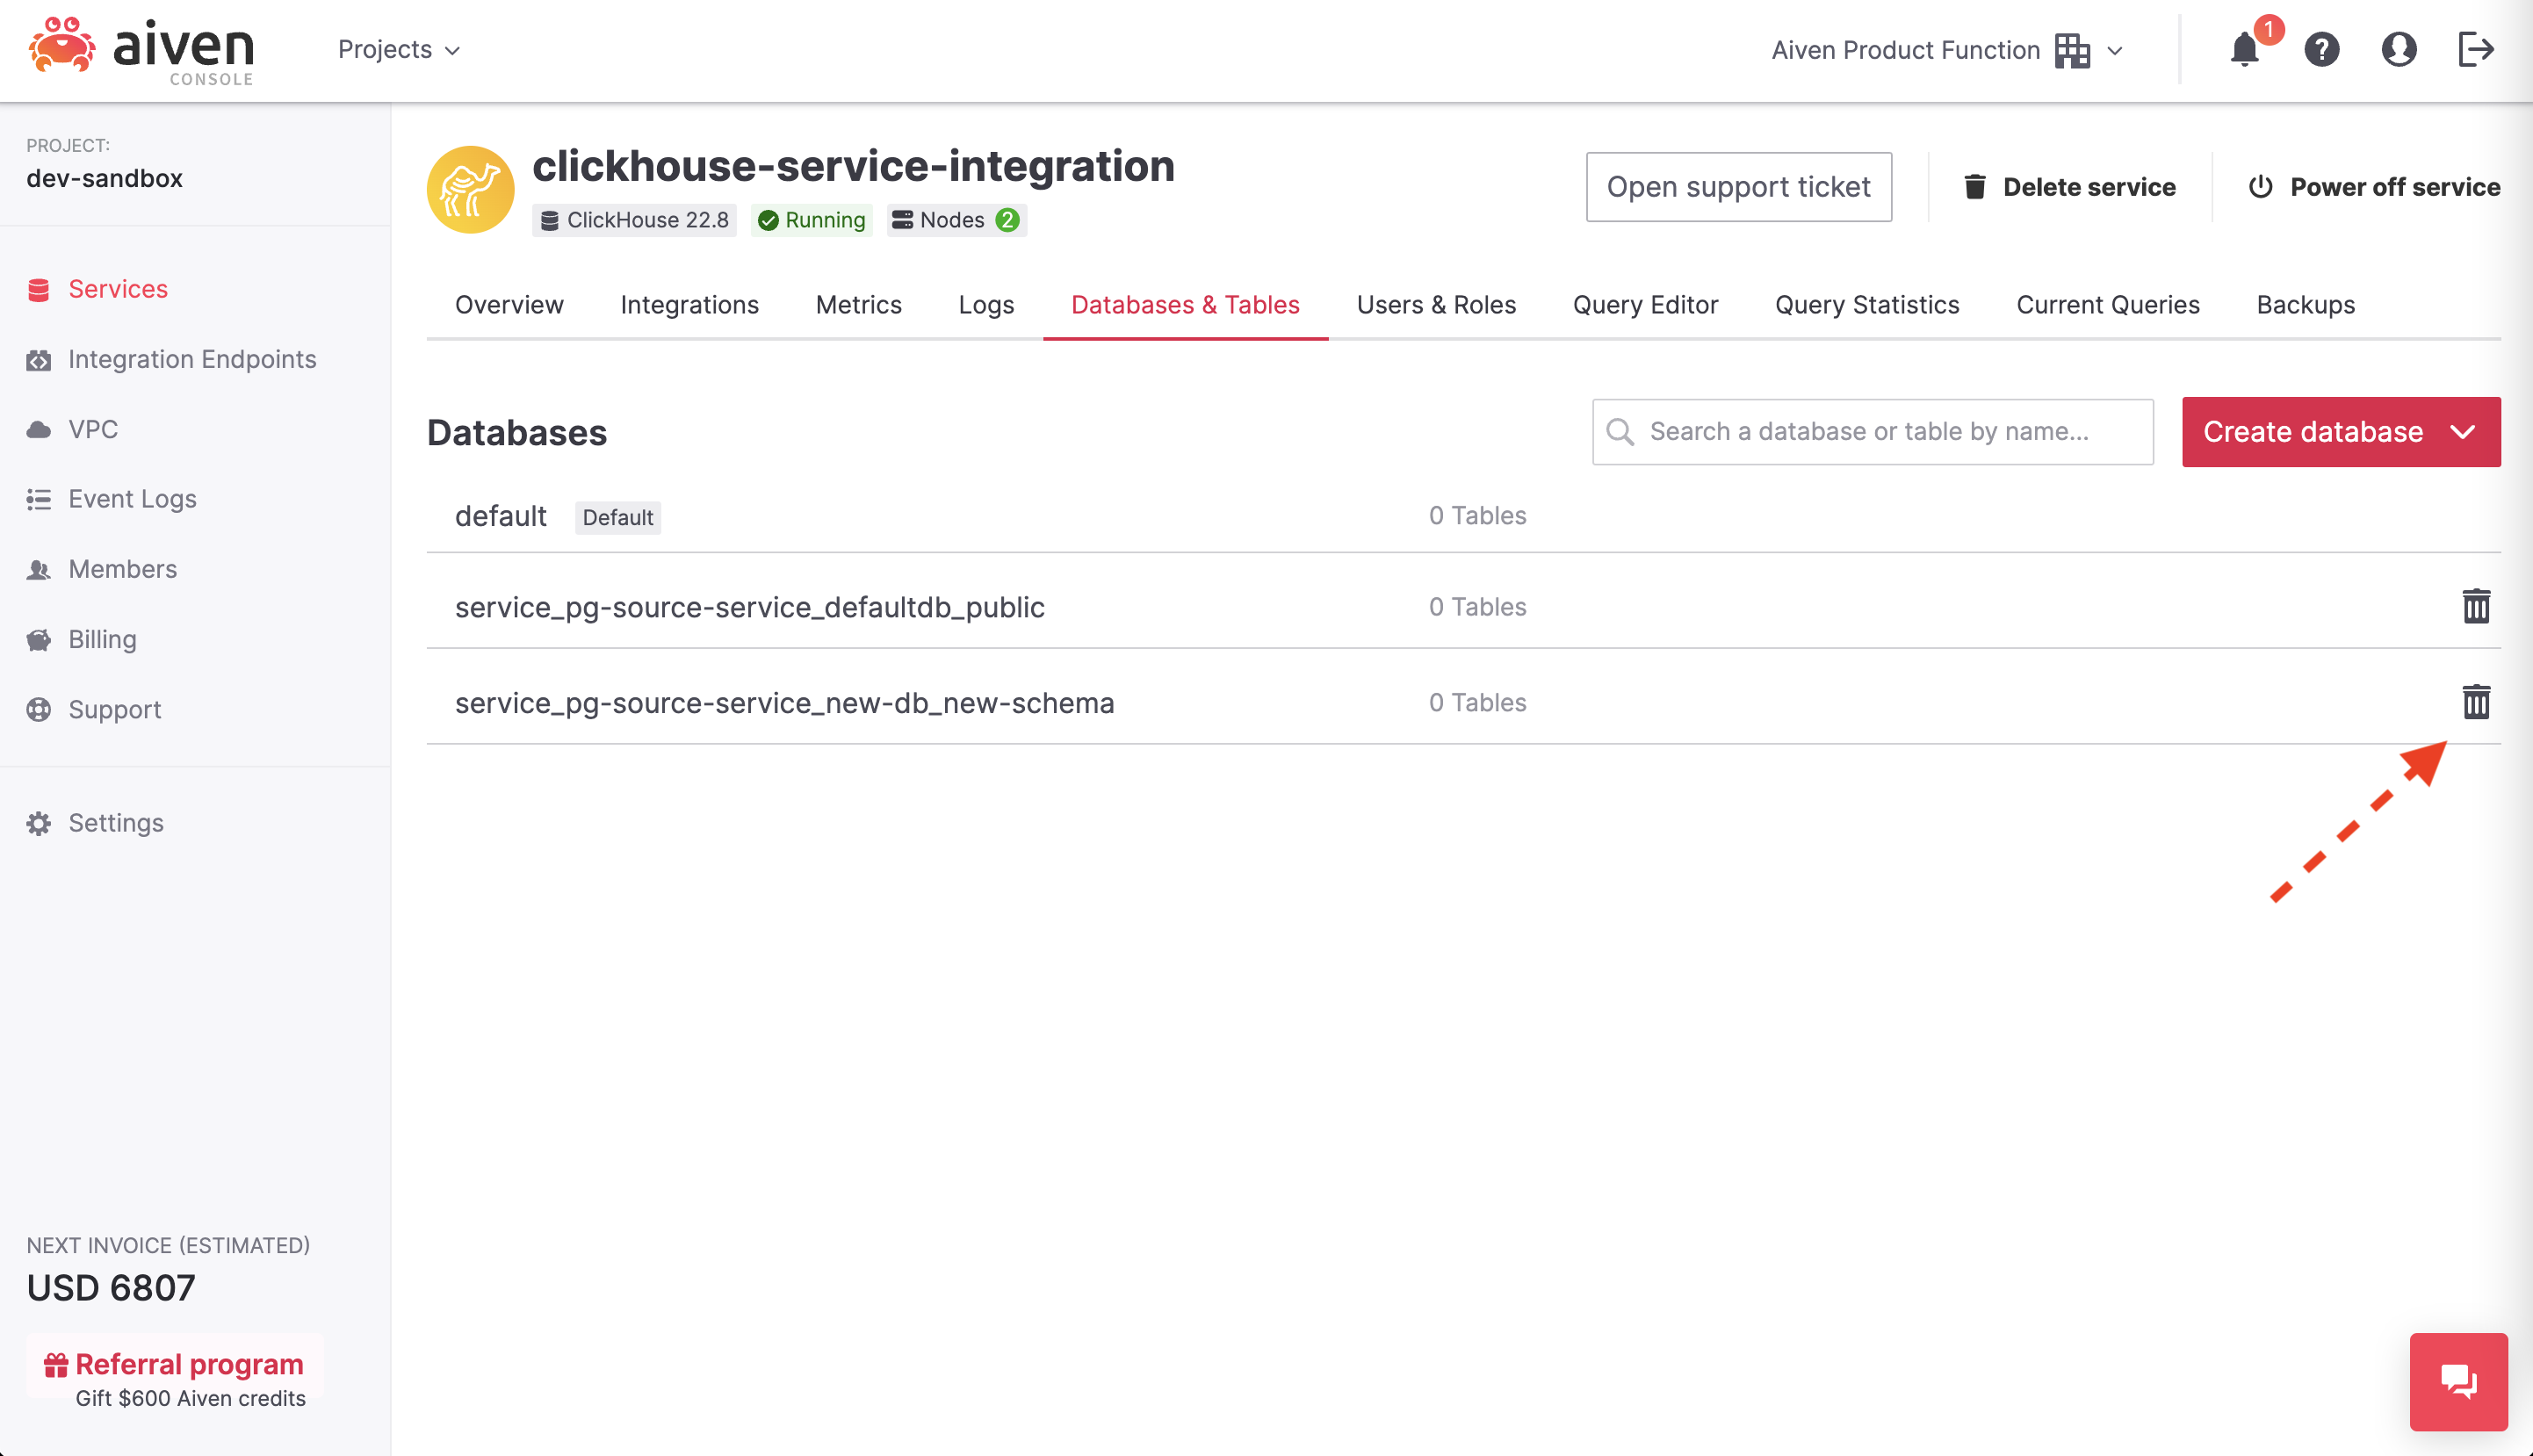 aiven
CONSOLE
Projects
Aiven Product Function
1
PROJECT:
dev-sandbox
Services
Integration Endpoints
VPC
Event Logs
Members
Billing
Support
Settings
NEXT INVOICE (ESTIMATED)
USD 6807
Referral program
Gift $600 Aiven credits
clickhouse-service-integration
ClickHouse 22.8 Running Nodes 2
Open support ticket Delete service Power off service
Overview Integrations Metrics Logs Databases & Tables Users & Roles Query Editor Query Statistics Current Queries Backups
Databases
Search a database or table by name...
Create database
default Default 0 Tables
service_pg-source-service_defaultdb_public 0 Tables
service_pg-source-service_new-db_new-schema 0 Tables